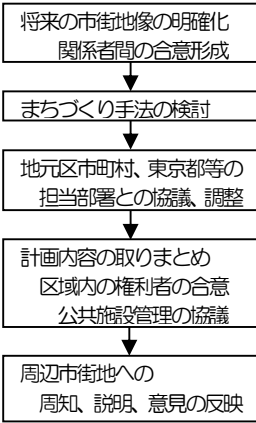 将来の市街地像の明確化
関係者間の合意形成
まちづくり手法の検討
地元区市町村、東京都等の
担当部署との協議、調整
計画内容の取りまとめ
区域内の権利者の合意
公共施設管理の協議
周辺市街地への
周知、説明、意見の反映